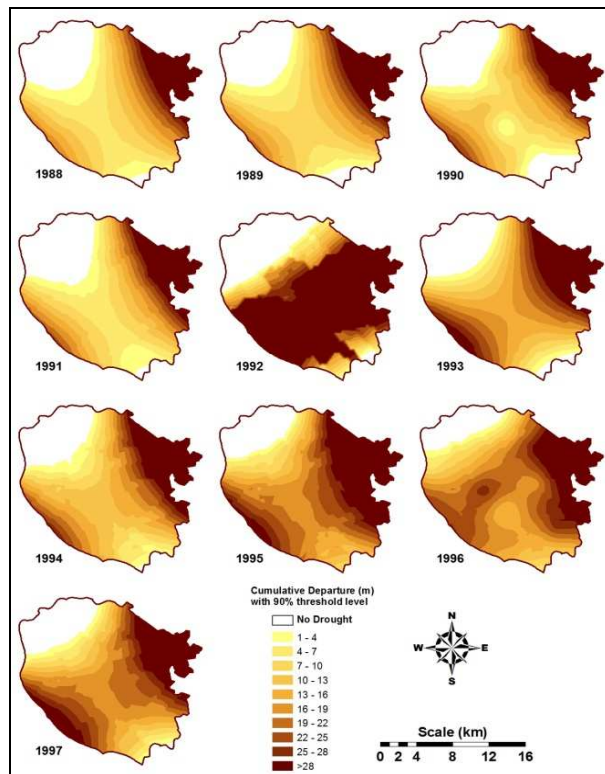 1988
1989
1990
1991
1992
1993
1994
1995
1996
1997
Cumulative Departure (m)
with 90% threshold level
No Drought
1 - 4
4 - 7
7 - 10
10 - 13
13 - 16
16 - 19
19 - 22
22 - 25
25 - 28
>28
N
W E
S
Scale (km)
0 2 4 8 12 16